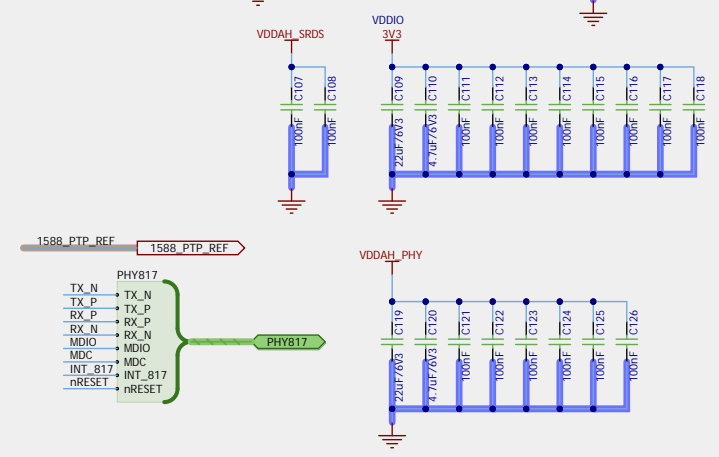 VDDIO
VDDAH_SRDS
3V3
C107
100nF
C108
100nF
C109
22uF/6V3
C110
4.7uF/6V3
C111
100nF
C112
100nF
C113
100nF
C114
100nF
C115
100nF
C116
100nF
C117
100nF
C118
100nF
1588_PTP_REF
1588_PTP_REF
VDDAH_PHY
PHY817
TX_N TX_N
TX_P TX_P
RX_P RX_P
RX_N RX_N
MDIO MDIO
MDC MDC
INT_817 INT_817
nRESET nRESET
PHY817
C119
22uF/6V3
C120
4.7uF/6V3
C121
100nF
C122
100nF
C123
100nF
C124
100nF
C125
100nF
C126
100nF